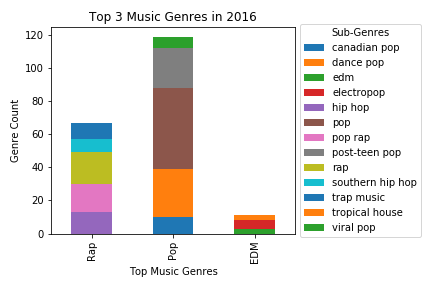 Top 3 Music Genres in 2016
Genre Count
120
100
80
60
40
20
0
Rap
Pop
EDM
Top Music Genres
Sub-Genres
canadian pop
dance pop
edm
electropop
hip hop
pop
pop rap
post-teen pop
rap
southern hip hop
trap music
tropical house
viral pop